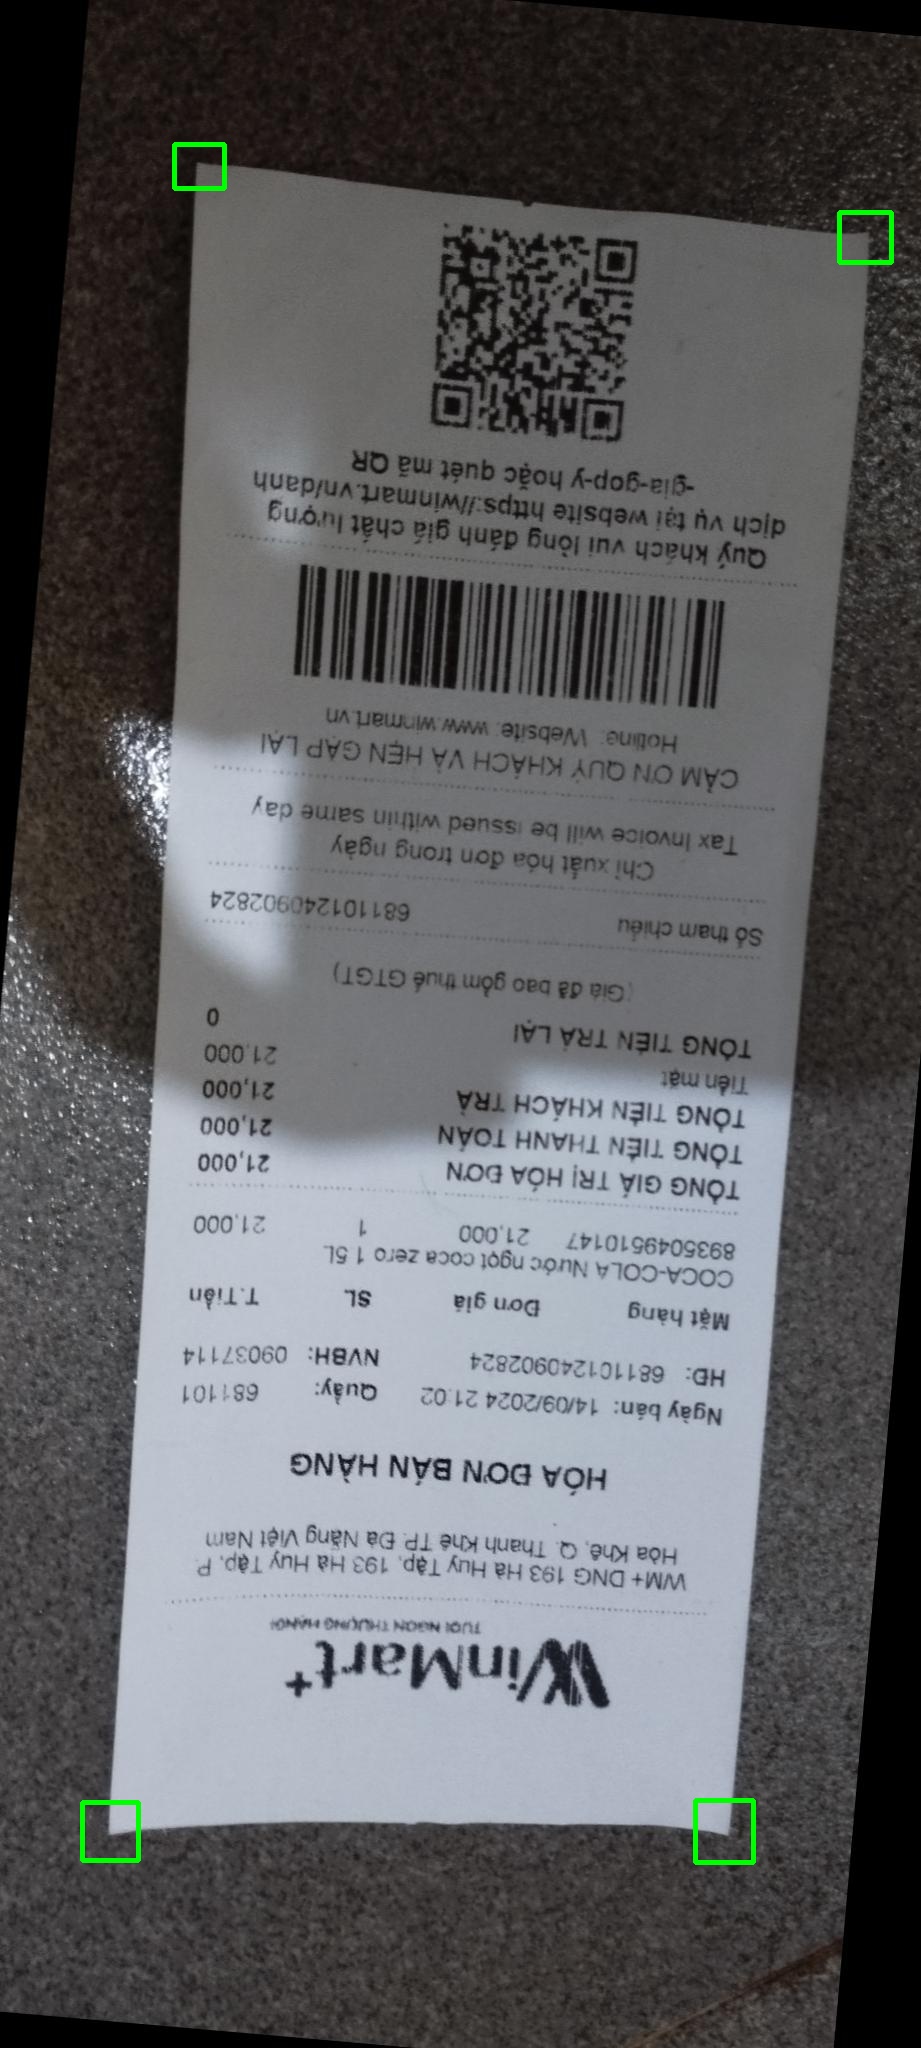 WinMart+
TƯƠI NGON THƯỢNG HẠNG!
WM+ DNG 193 Hà Huy Tập, 193 Hà Huy Tập, P.
Hòa Khê, Q. Thanh Khê TP. Đà Nẵng Việt Nam
HÓA ĐƠN BÁN HÀNG
Ngày bán: 14/09/2024 21:02 Quầy: 681101
HĐ: 68110124090282​4 NVBH: 09037114
Mặt hàng Đơn giá SL T.Tiền
COCA-COLA Nước ngọt coca zero 1.5L
8935049510147 21,000 1 21,000
TỔNG GIÁ TRỊ HÓA ĐƠN 21,000
TỔNG TIỀN THANH TOÁN 21,000
TỔNG TIỀN KHÁCH TRẢ 21,000
Tiền mặt 21,000
TỔNG TIỀN TRẢ LẠI 0
(Giá đã bao gồm thuế GTGT)
Số tham chiếu 681101240902824
Chỉ xuất hóa đơn trong ngày
Tax Invoice will be issued within same day
CẢM ƠN QUÝ KHÁCH VÀ HẸN GẶP LẠI
Hotline: Website: www.winmart.vn
Quý khách vui lòng đánh giá chất lượng
dịch vụ tại website https://winmart.vn/danh
-gia-gop-y hoặc quét mã QR